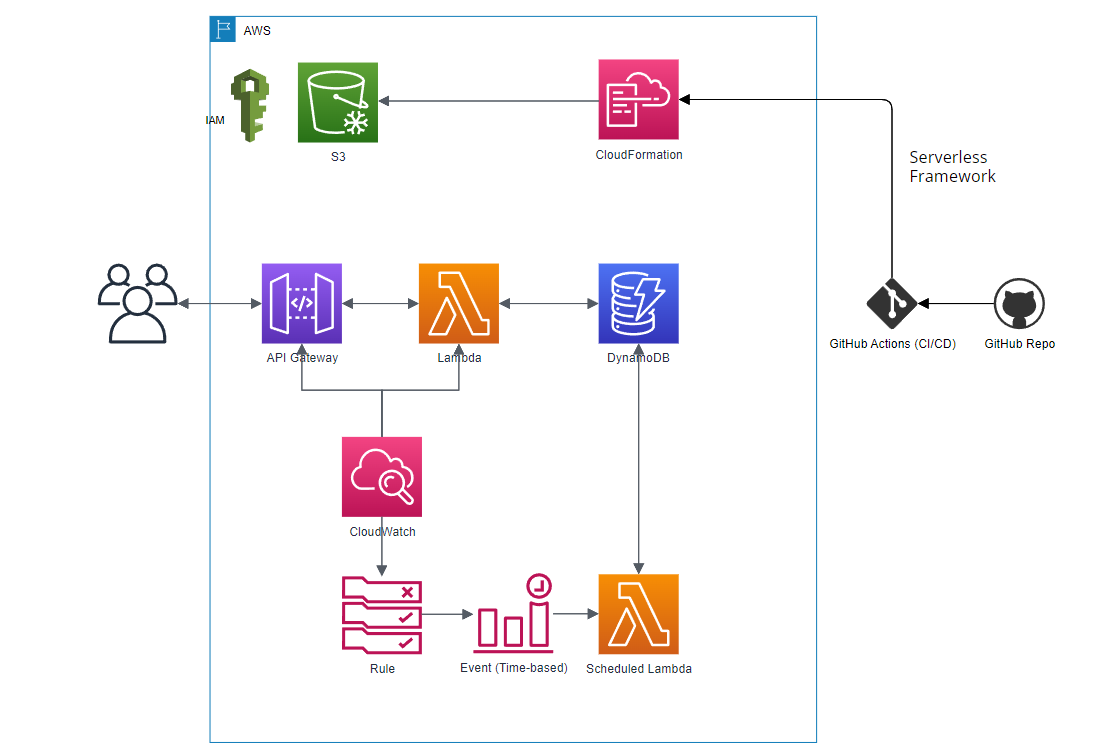 AWS
IAM
S3
CloudFormation
Serverless
Framework
API Gateway
Lambda
DynamoDB
GitHub Actions (CI/CD)
GitHub Repo
CloudWatch
Rule
Event (Time-based)
Scheduled Lambda